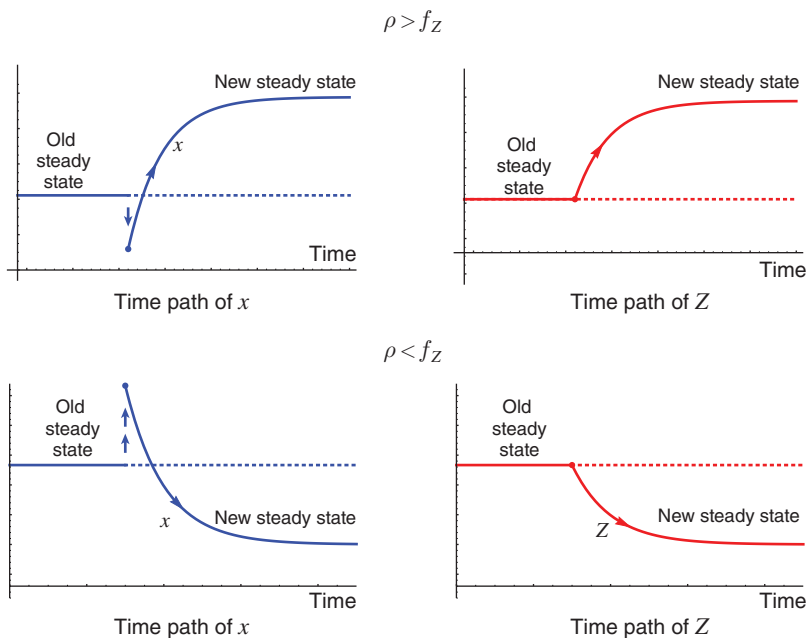 ρ > f_Z
New steady state
Old
steady
state
x
Time
Time path of x
New steady state
Old
steady
state
Time
Time path of Z
ρ < f_Z
Old
steady
state
x
New steady state
Time
Time path of x
Old
steady
state
New steady state
Z
Time
Time path of Z